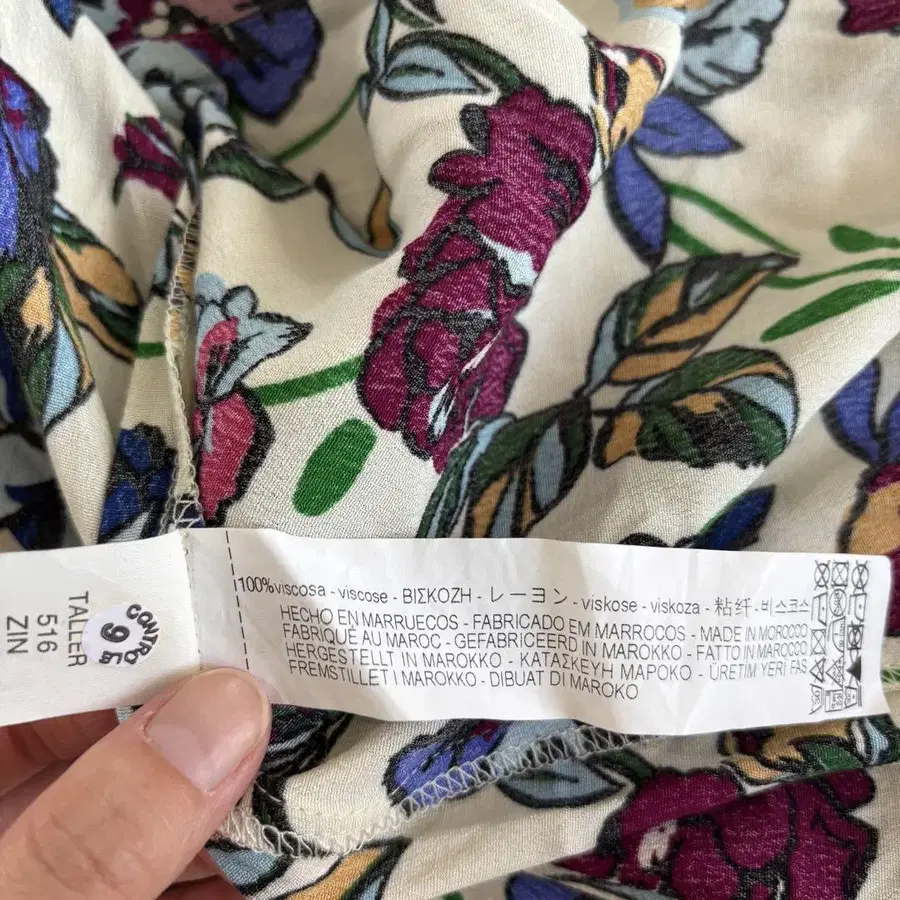 100%viscosa - viscose - ΒΙΣΚΟΖΗ - レーヨン - viskose - viskoza - 粘纤 - 비스코스
HECHO EN MARRUECOS - FABRICADO EM MARROCOS - MADE IN MOROCCO
FABRIQUÉ AU MAROC - GEFABRICEERD IN MAROKKO - FATTO IN MAROCCO
HERGESTELLT IN MAROKKO - ΚΑΤΑΣΚΕΥΗ ΜΑΡΟΚΟ - ÜRETIM YERI FAS
FREMSTILLET I MAROKKO - DIBUAT DI MAROKO
TALLER
516
ZIN
CONTRO